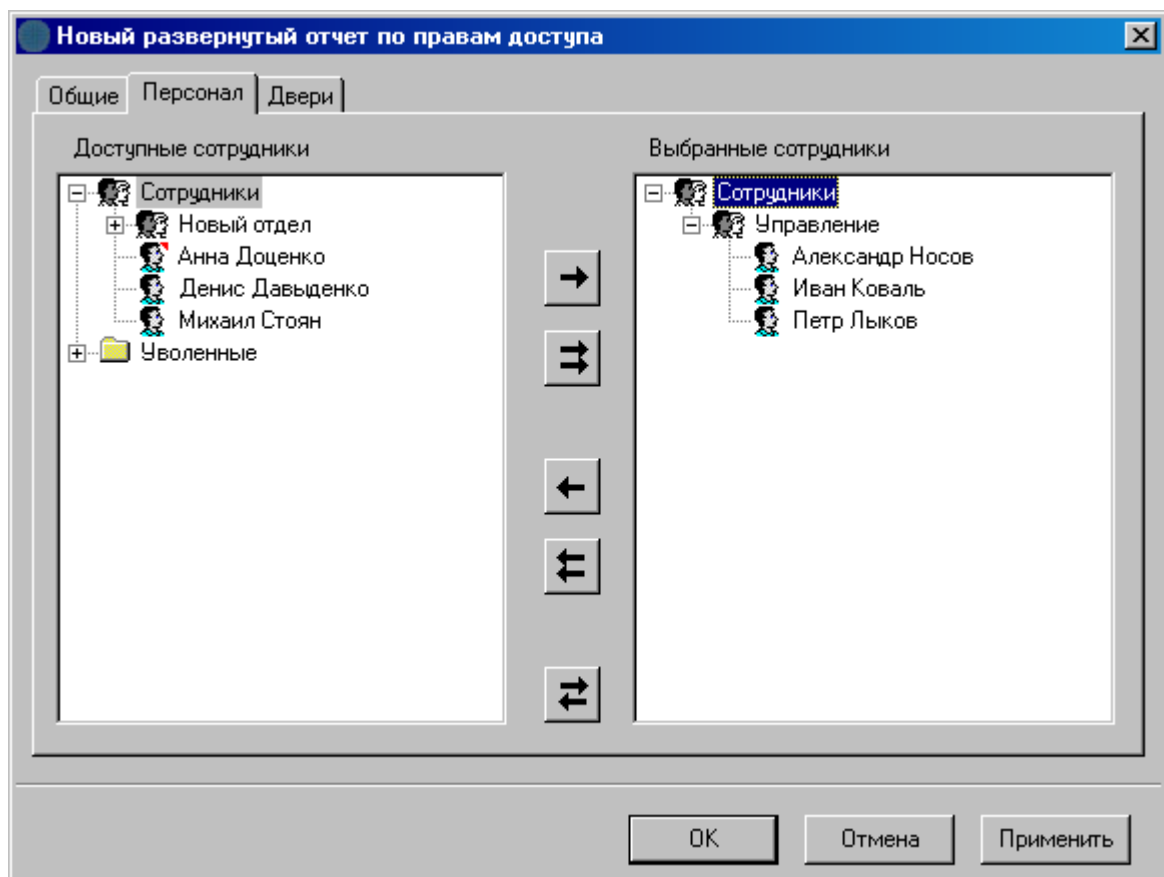 Новый развернутый отчет по правам доступа
Общие
Персонал
Двери
Доступные сотрудники
Сотрудники
Новый отдел
Анна Доценко
Денис Давыденко
Михаил Стоян
Уволенные
Выбранные сотрудники
Сотрудники
Управление
Александр Носов
Иван Коваль
Петр Лыков
OK
Отмена
Применить